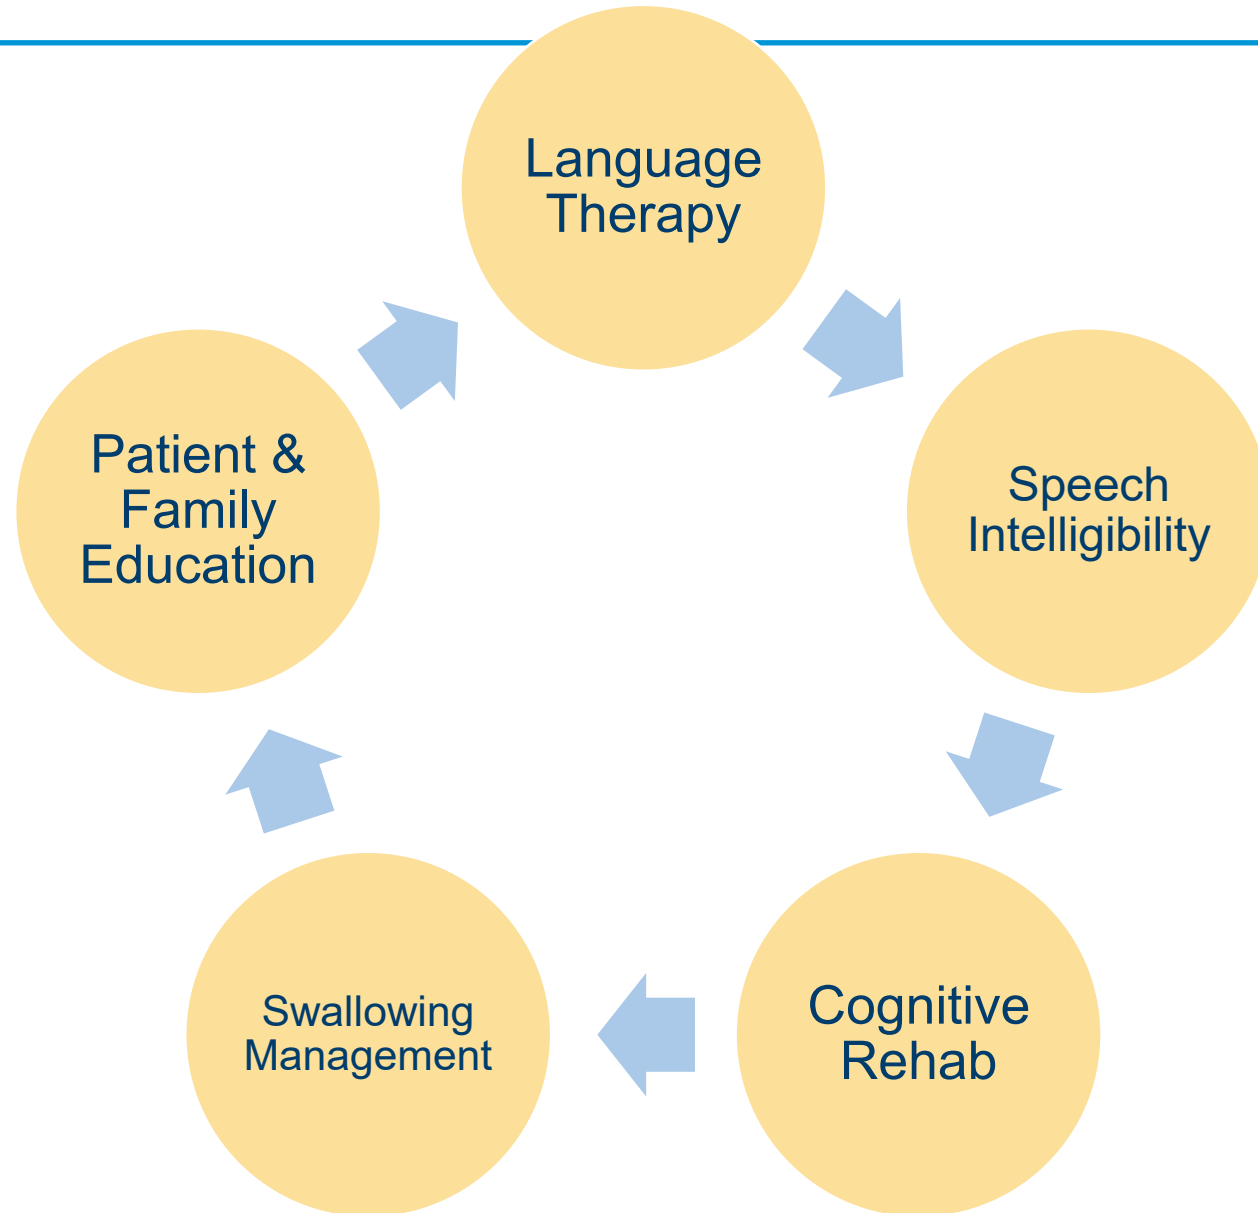 Language
Therapy
Speech
Intelligibility
Cognitive
Rehab
Swallowing
Management
Patient &
Family
Education